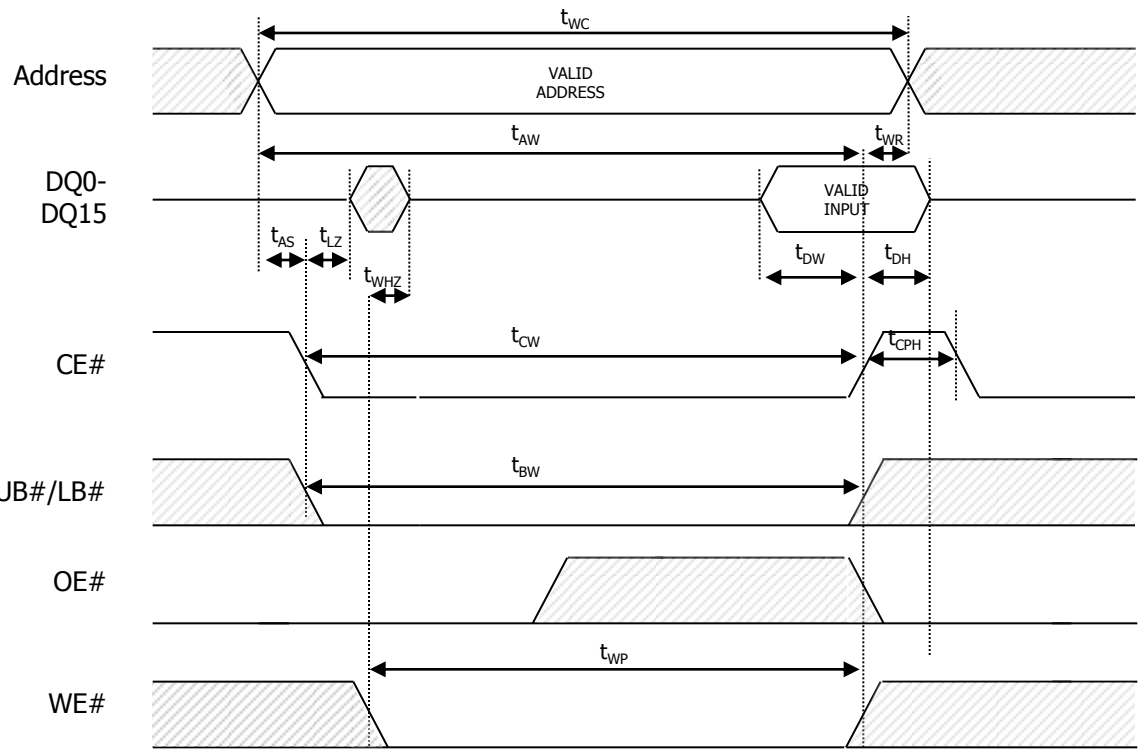 tWC
Address
VALID
ADDRESS
tAW
tWR
DQ0-
DQ15
VALID
INPUT
tAS
tLZ
tDW
tDH
tWHZ
tCW
tCPH
CE#
tBW
UB#/LB#
OE#
tWP
WE#